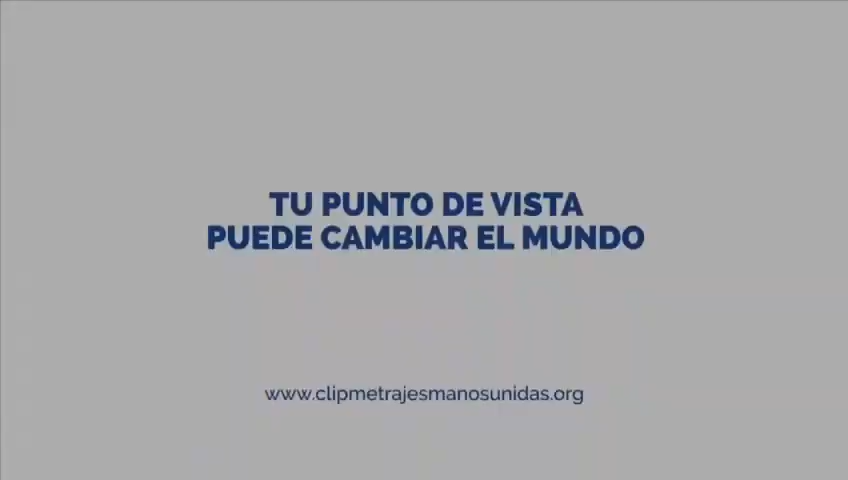 TU PUNTO DE VISTA
PUEDE CAMBIAR EL MUNDO
www.clipmetrajesmanosunidas.org